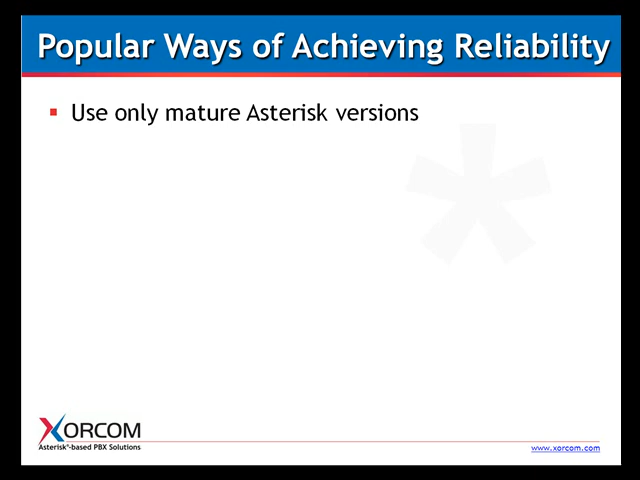 Popular Ways of Achieving Reliability
Use only mature Asterisk versions
XORCOM
Asterisk®-based PBX Solutions
www.xorcom.com